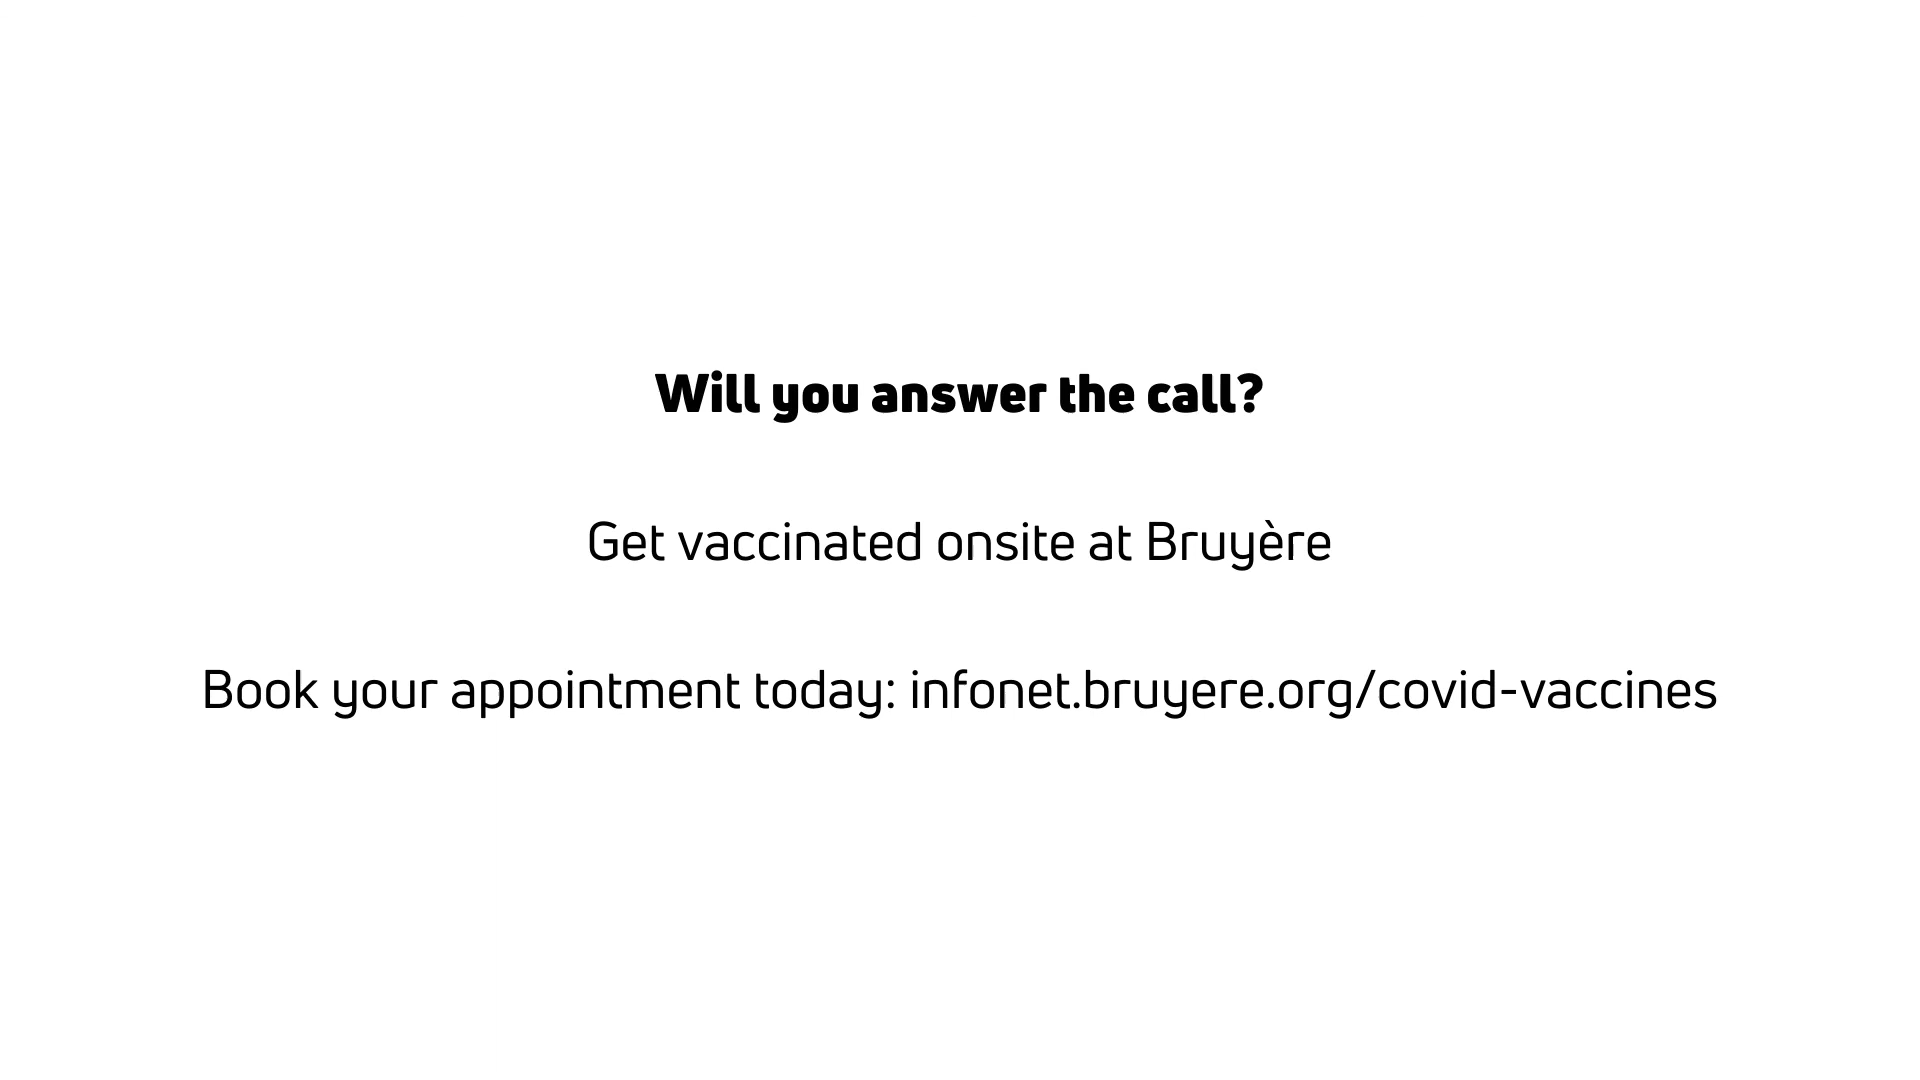 Will you answer the call?
Get vaccinated onsite at Bruyère
Book your appointment today: infonet.bruyere.org/covid-vaccines